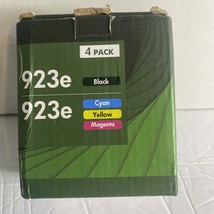 4 PACK
923e Black
923e Cyan
Yellow
Magenta